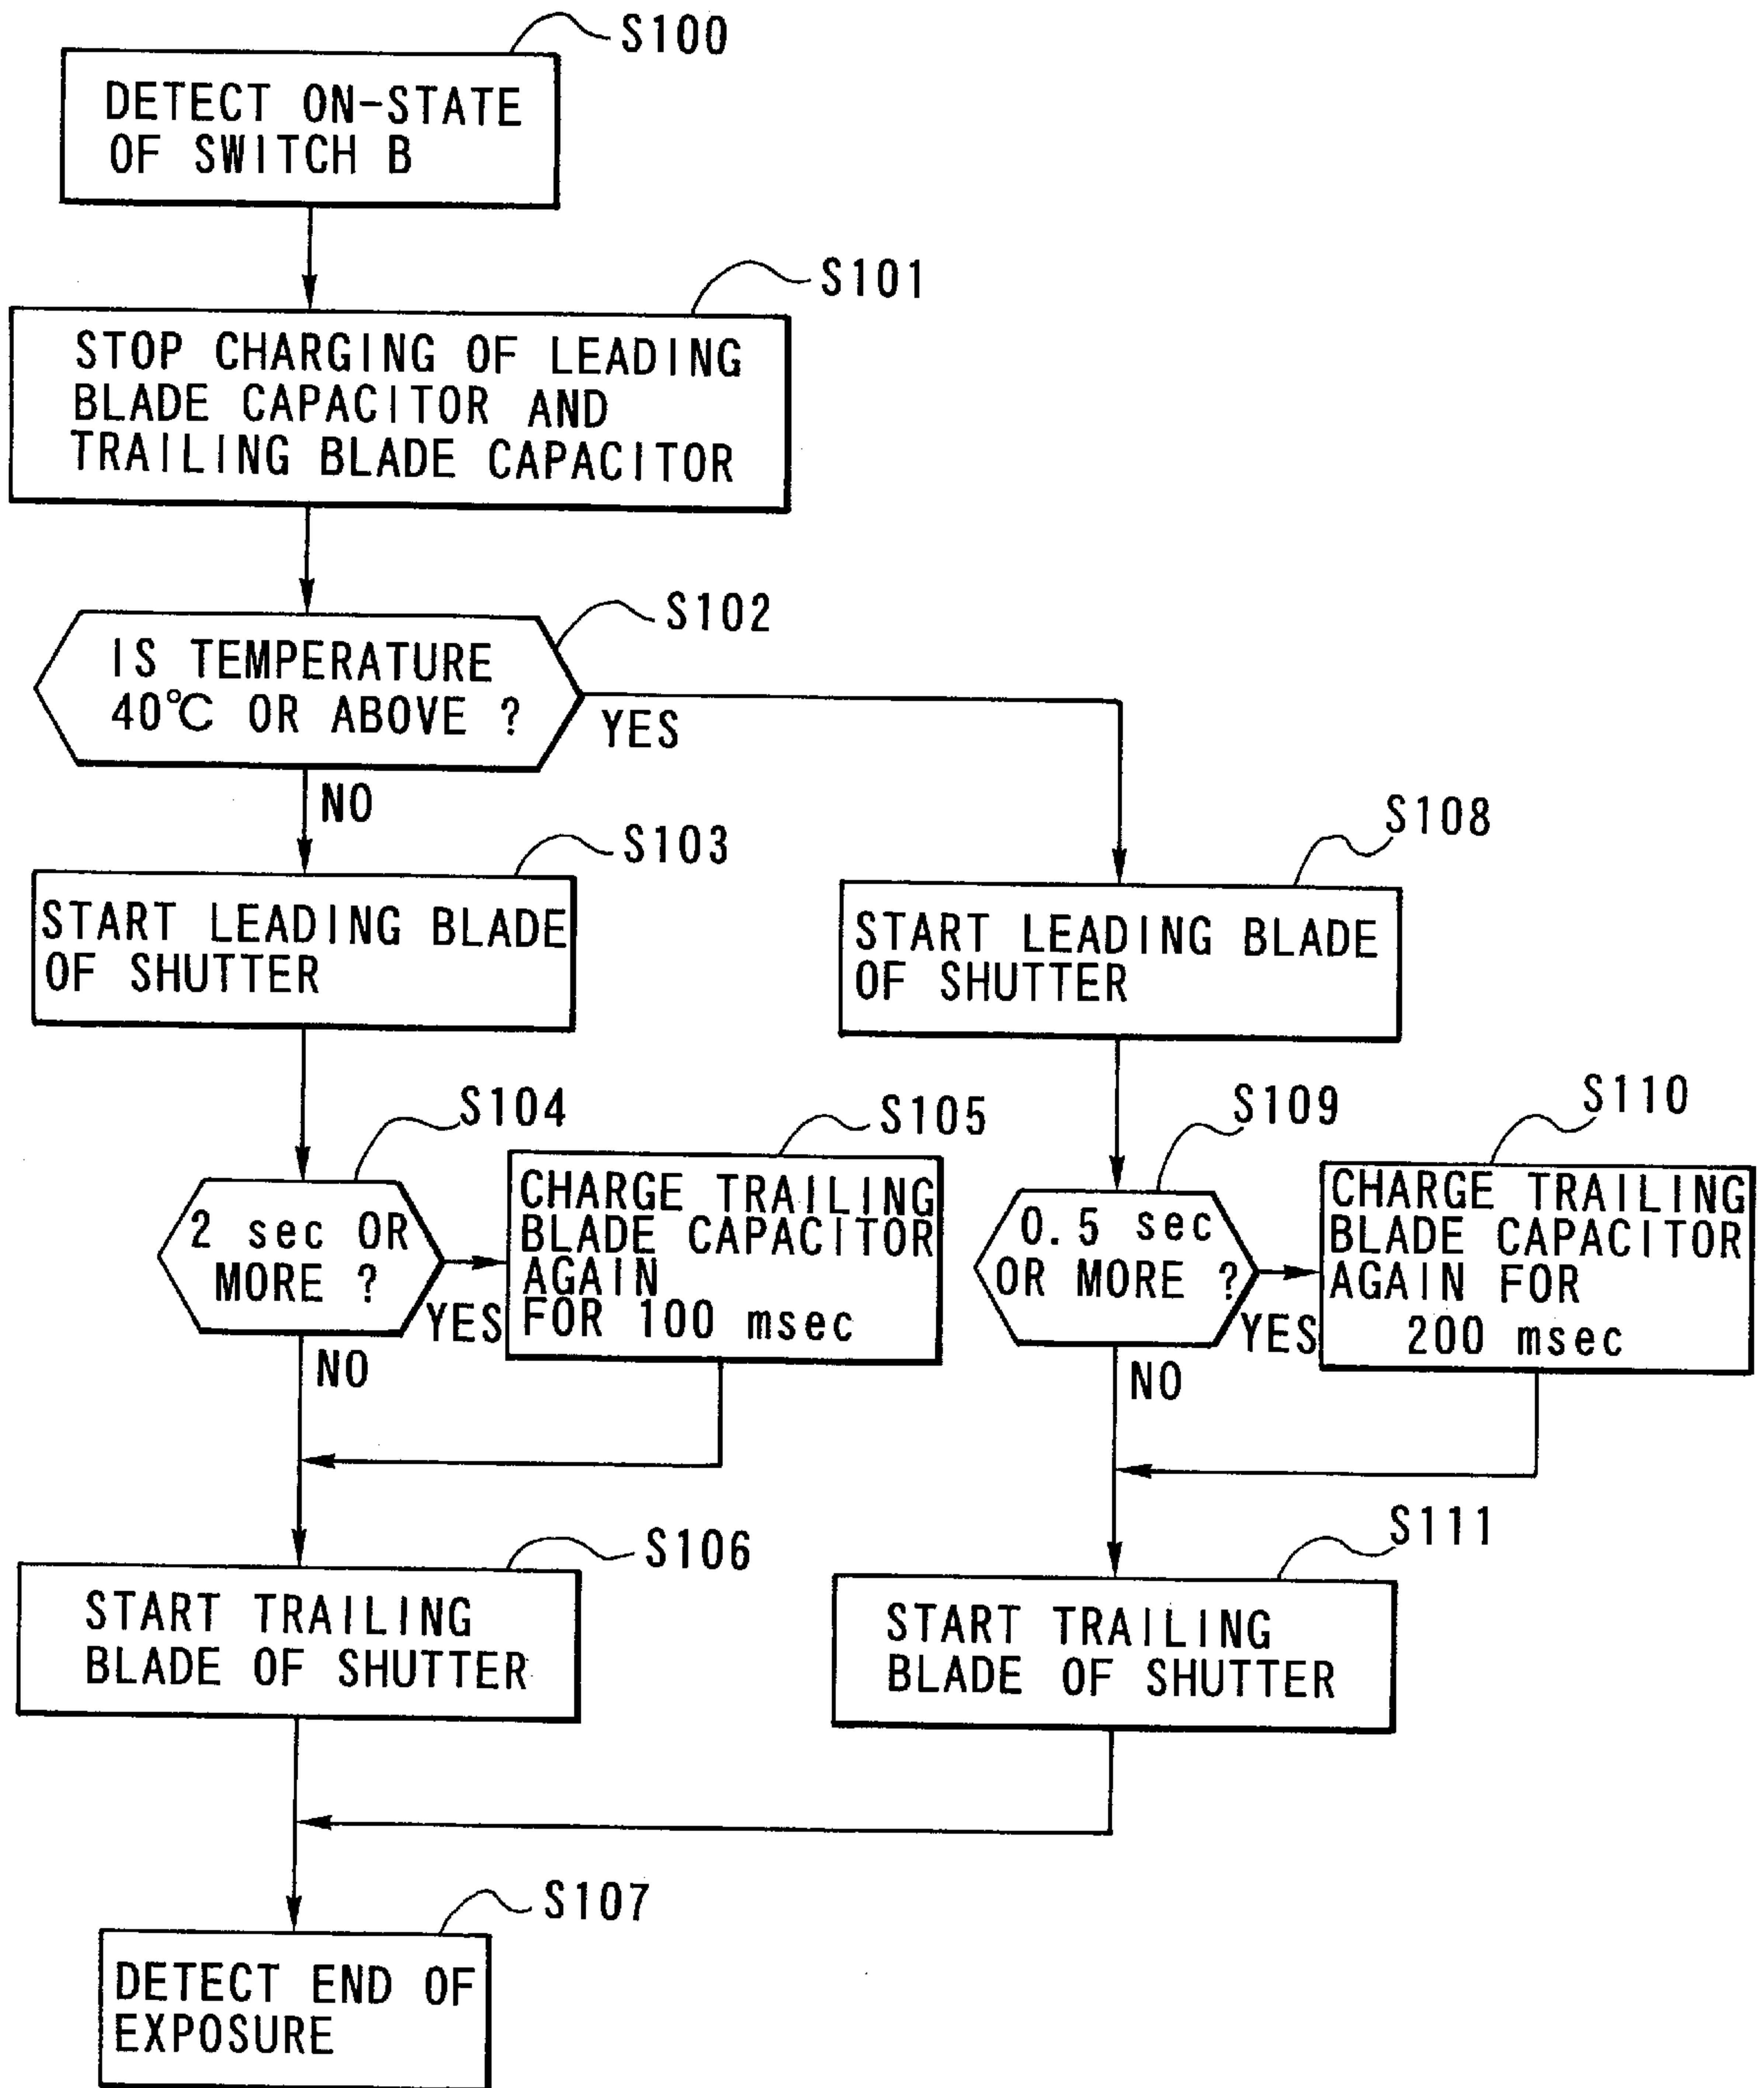 S100
DETECT ON-STATE
OF SWITCH B
S101
STOP CHARGING OF LEADING
BLADE CAPACITOR AND
TRAILING BLADE CAPACITOR
S102
IS TEMPERATURE
40℃ OR ABOVE ?
YES
NO
S103
START LEADING BLADE
OF SHUTTER
S108
START LEADING BLADE
OF SHUTTER
S104
2 sec OR
MORE ?
YES
NO
S105
CHARGE TRAILING
BLADE CAPACITOR
AGAIN
FOR 100 msec
S109
0.5 sec
OR MORE ?
YES
NO
S110
CHARGE TRAILING
BLADE CAPACITOR
AGAIN FOR
200 msec
S106
START TRAILING
BLADE OF SHUTTER
S111
START TRAILING
BLADE OF SHUTTER
S107
DETECT END OF
EXPOSURE